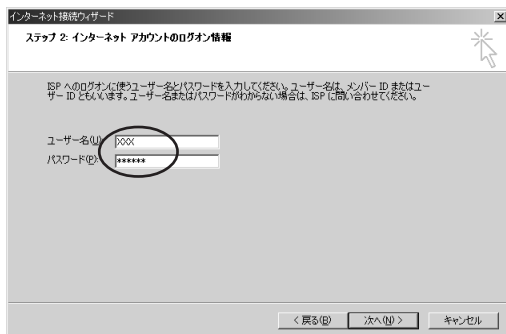 インターネット接続ウィザード
ステップ 2: インターネット アカウントのログオン情報
ISP へのログオンに使うユーザー名とパスワードを入力してください。ユーザー名は、メンバー ID またはユー
ザー ID ともいいます。ユーザー名またはパスワードがわからない場合は、ISP に問い合わせてください。
ユーザー名(U): XXX
パスワード(P): ******
< 戻る(B) 次へ(N) > キャンセル